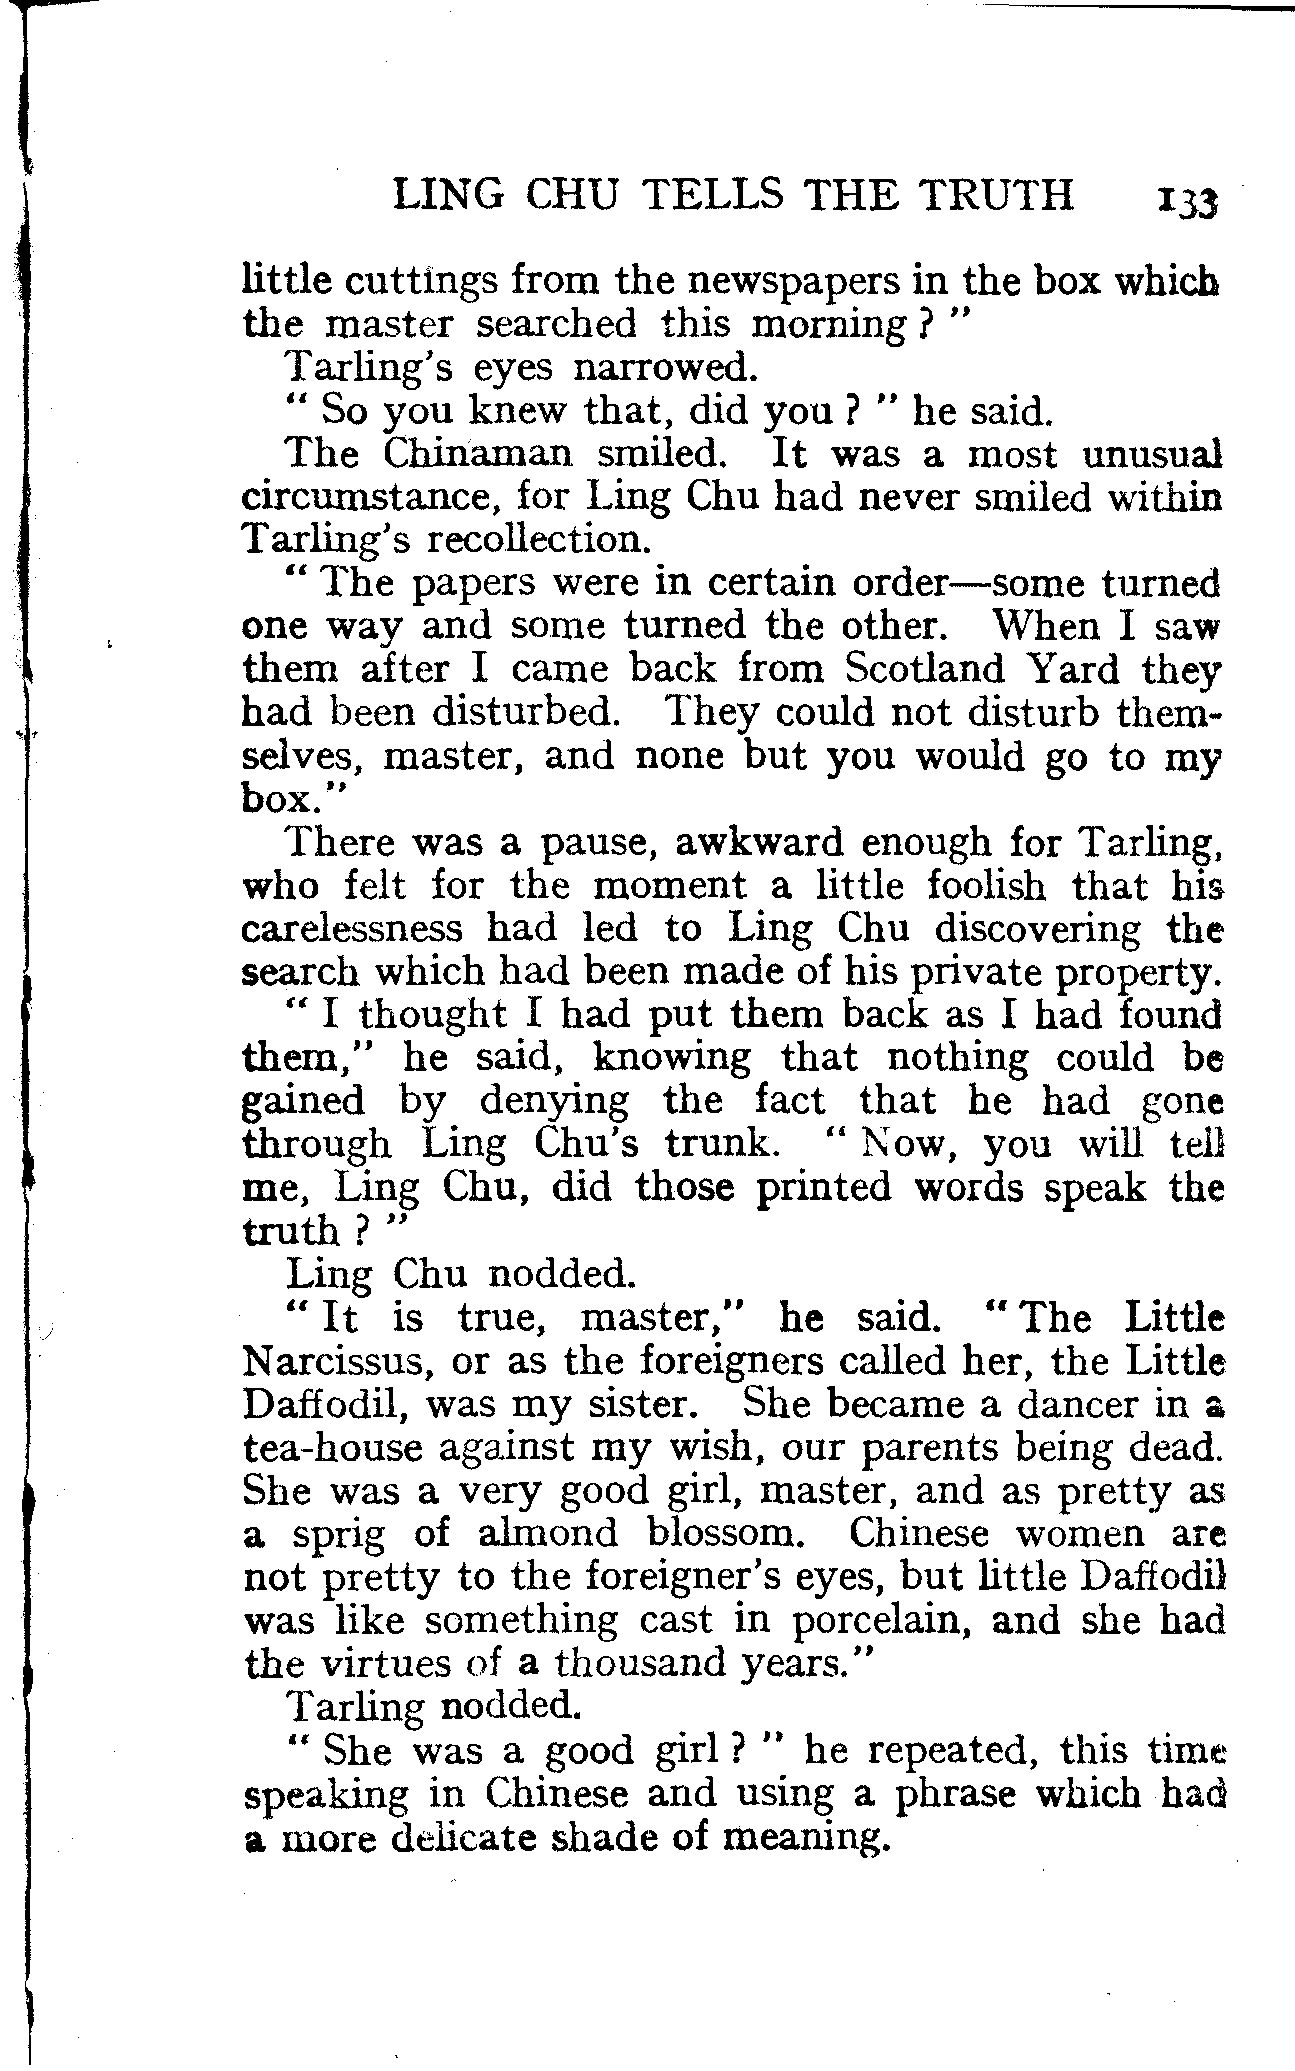 LING CHU TELLS THE TRUTH 133
little cuttings from the newspapers in the box which
the master searched this morning ? "
Tarling's eyes narrowed.
" So you knew that, did you ? " he said.
The Chinaman smiled. It was a most unusual
circumstance, for Ling Chu had never smiled within
Tarling's recollection.
" The papers were in certain order—some turned
one way and some turned the other. When I saw
them after I came back from Scotland Yard they
had been disturbed. They could not disturb them-
selves, master, and none but you would go to my
box."
There was a pause, awkward enough for Tarling,
who felt for the moment a little foolish that his
carelessness had led to Ling Chu discovering the
search which had been made of his private property.
" I thought I had put them back as I had found
them," he said, knowing that nothing could be
gained by denying the fact that he had gone
through Ling Chu's trunk. " Now, you will tell
me, Ling Chu, did those printed words speak the
truth ? "
Ling Chu nodded.
" It is true, master," he said. " The Little
Narcissus, or as the foreigners called her, the Little
Daffodil, was my sister. She became a dancer in a
tea-house against my wish, our parents being dead.
She was a very good girl, master, and as pretty as
a sprig of almond blossom. Chinese women are
not pretty to the foreigner's eyes, but little Daffodil
was like something cast in porcelain, and she had
the virtues of a thousand years."
Tarling nodded.
" She was a good girl ? " he repeated, this time
speaking in Chinese and using a phrase which had
a more delicate shade of meaning.